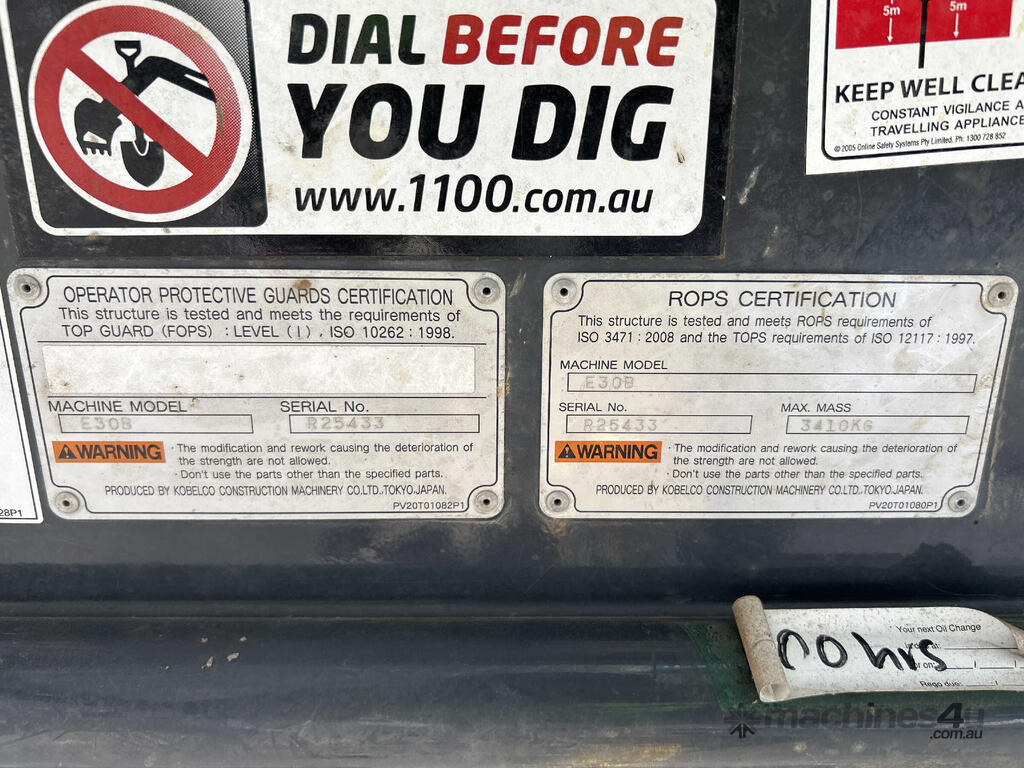 DIAL BEFORE
YOU DIG
www.1100.com.au
5m 5m
KEEP WELL CLEA
CONSTANT VIGILANCE A
TRAVELLING APPLIANCE
© 2005 Online Safety Systems Pty Limited. Ph: 1300 728 852
OPERATOR PROTECTIVE GUARDS CERTIFICATION
This structure is tested and meets the requirements of
TOP GUARD (FOPS) : LEVEL (I), ISO 10262 : 1998.
MACHINE MODEL SERIAL No.
E30B R25433
WARNING
· The modification and rework causing the deterioration of
the strength are not allowed.
· Don't use the parts other than the specified parts.
PRODUCED BY KOBELCO CONSTRUCTION MACHINERY CO.LTD.,TOKYO.JAPAN.
PV20T01082P1
28P1
ROPS CERTIFICATION
This structure is tested and meets ROPS requirements of
ISO 3471 : 2008 and the TOPS requirements of ISO 12117 : 1997.
MACHINE MODEL
E30B
SERIAL No. MAX. MASS
R25433 3410KG
WARNING
· The modification and rework causing the deterioration of
the strength are not allowed.
· Don't use the parts other than the specified parts.
PRODUCED BY KOBELCO CONSTRUCTION MACHINERY CO.LTD.,TOKYO.JAPAN.
PV20T01080P1
Your next Oil Change
00 hrs
or on: / /
Rego due: /
machines4u
.com.au